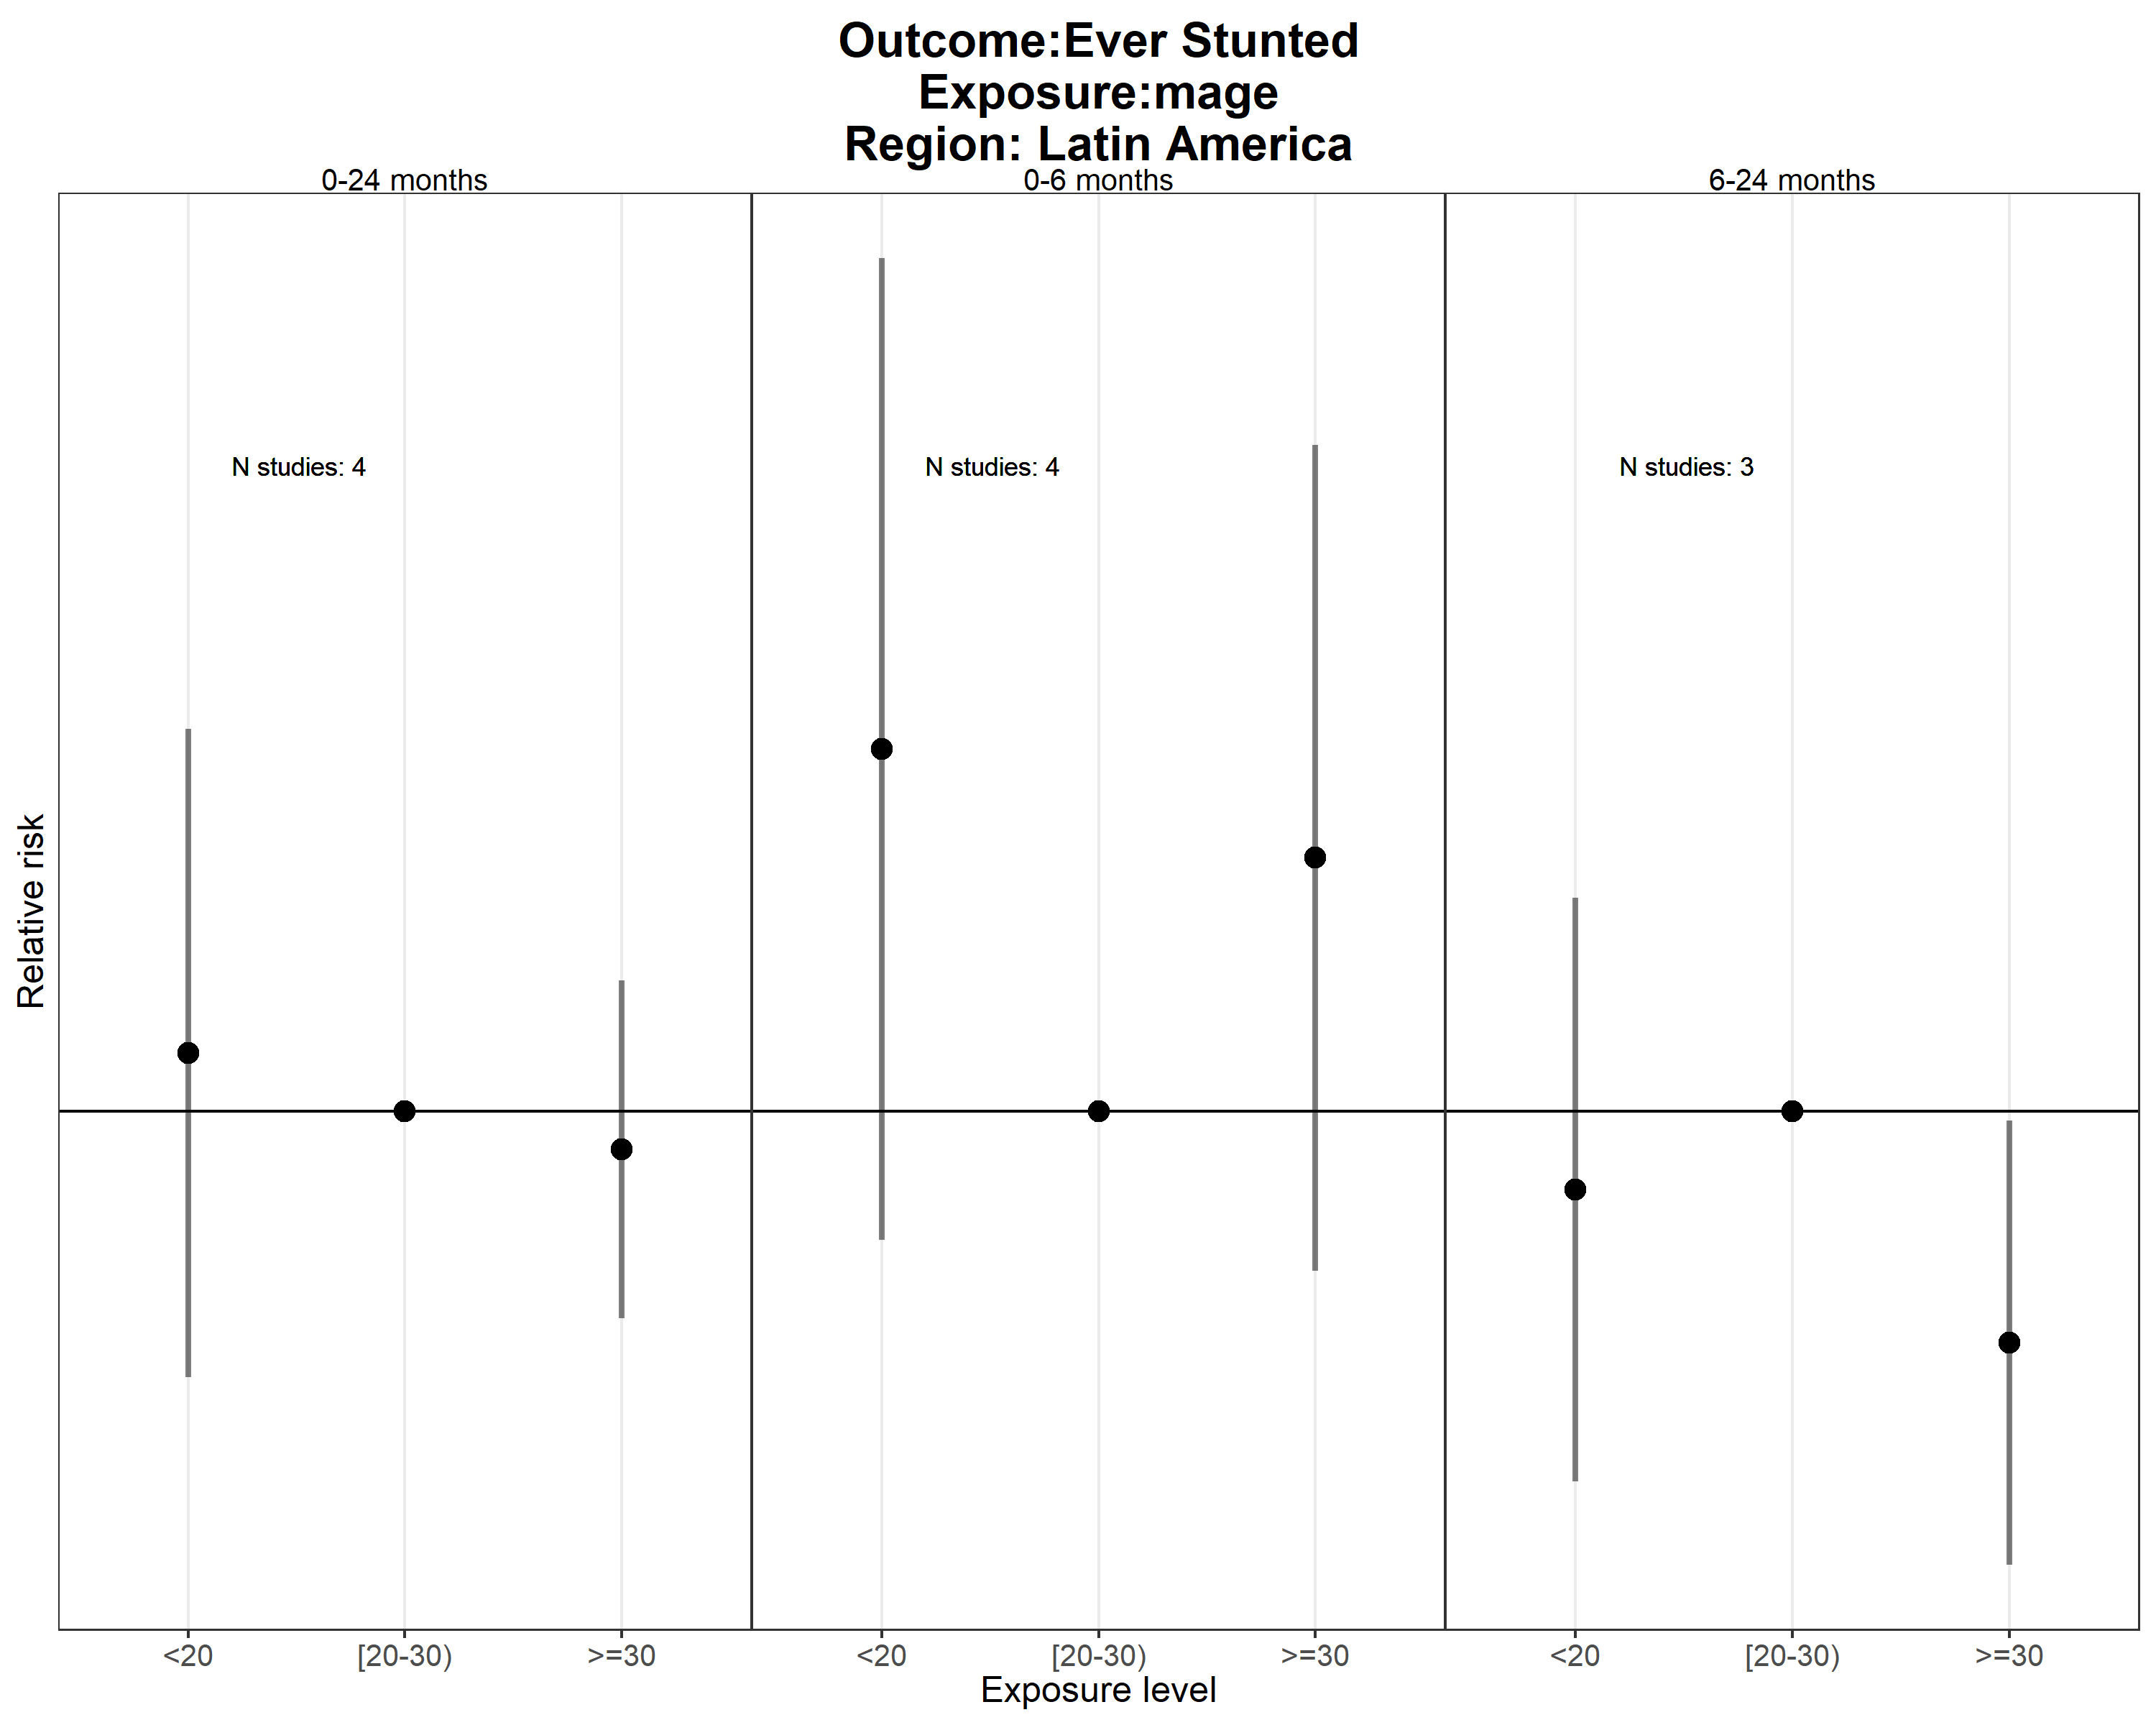 Outcome:Ever Stunted
Exposure:mage
Region: Latin America
0-24 months
0-6 months
6-24 months
N studies: 4
N studies: 4
N studies: 3
Relative risk
<20
[20-30)
>=30
<20
[20-30)
>=30
<20
[20-30)
>=30
Exposure level